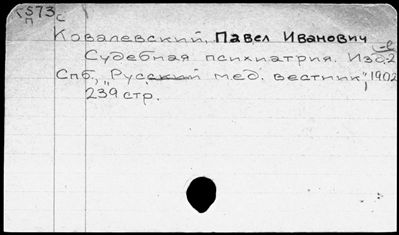 573
П С
Ковалевский, Павел Иванович
Судебная психиатрия. Изд. 2-е
Спб, „Русский мед. вестник“, 1902
239 стр.